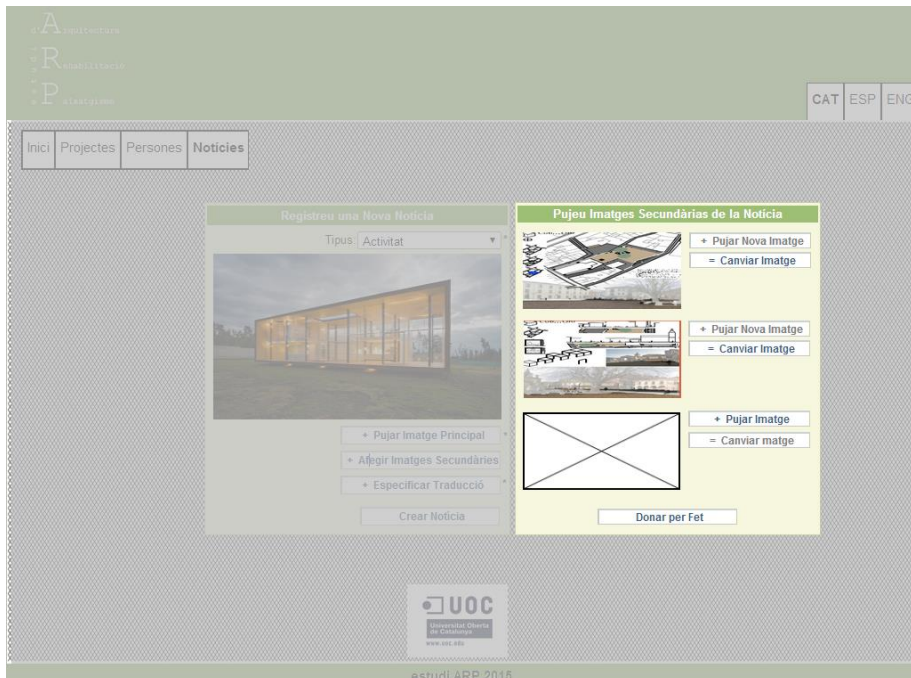 d'Arquitectura
Rehabilitació
Paisatgisme
CAT ESP ENG
Inici Projectes Persones Notícies
Registreu una Nova Notícia
Tipus Activitat *
+ Pujar Imatge Principal *
+ Afegir Imatges Secundàries
+ Especificar Traducció *
Crear Notícia
Pujeu Imatges Secundàries de la Notícia
+ Pujar Nova Imatge
= Canviar Imatge
+ Pujar Nova Imatge
= Canviar Imatge
+ Pujar Imatge
= Canviar matge
Donar per Fet
UOC
Universitat Oberta
de Catalunya
www.uoc.edu
estudi ARP 2015